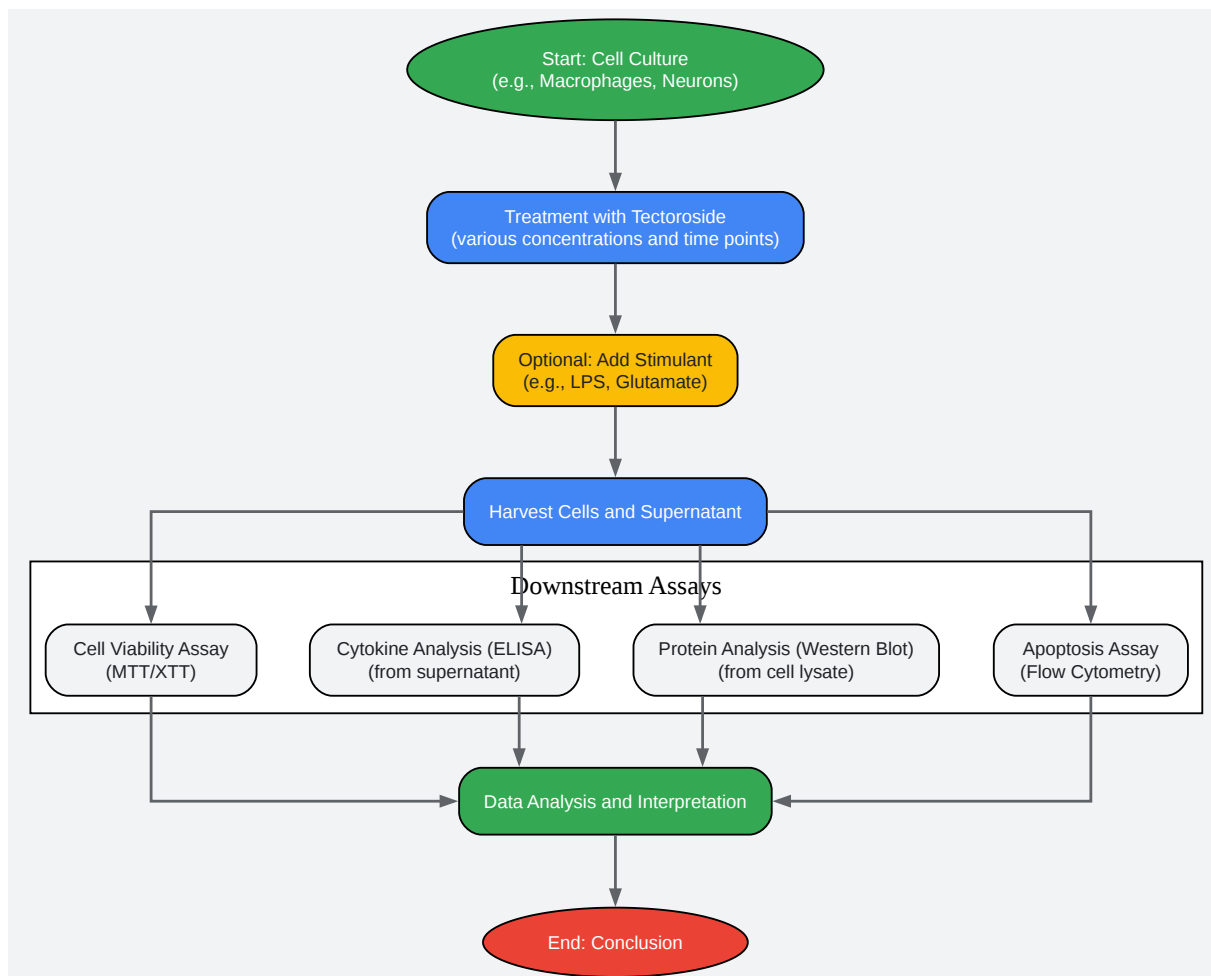 Start: Cell Culture
(e.g., Macrophages, Neurons)
Treatment with Tectoroside
(various concentrations and time points)
Optional: Add Stimulant
(e.g., LPS, Glutamate)
Harvest Cells and Supernatant
Downstream Assays
Cell Viability Assay
(MTT/XTT)
Cytokine Analysis (ELISA)
(from supernatant)
Protein Analysis (Western Blot)
(from cell lysate)
Apoptosis Assay
(Flow Cytometry)
Data Analysis and Interpretation
End: Conclusion